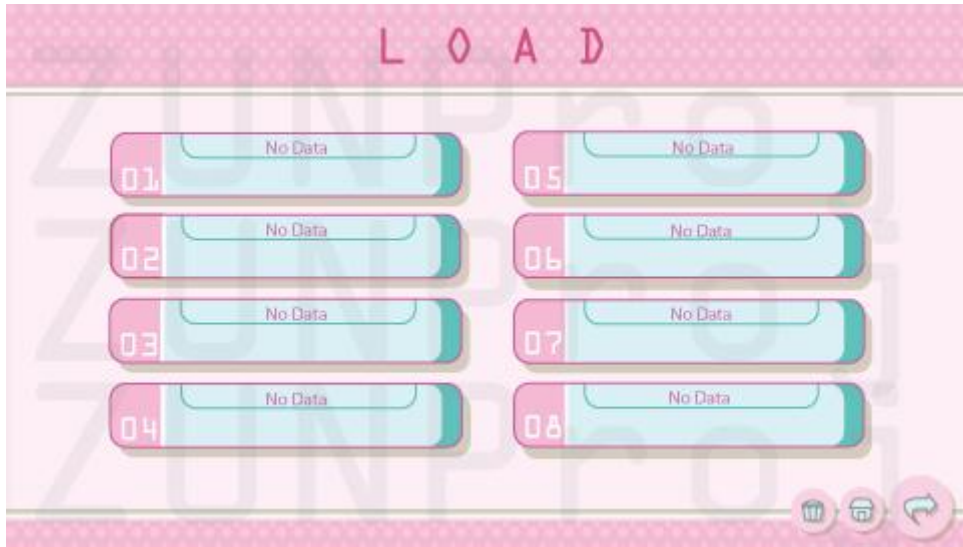 LOAD
No Data
01
No Data
02
No Data
03
No Data
04
No Data
05
No Data
06
No Data
07
No Data
08
ZUNProj
ZUNProj
ZUNProj